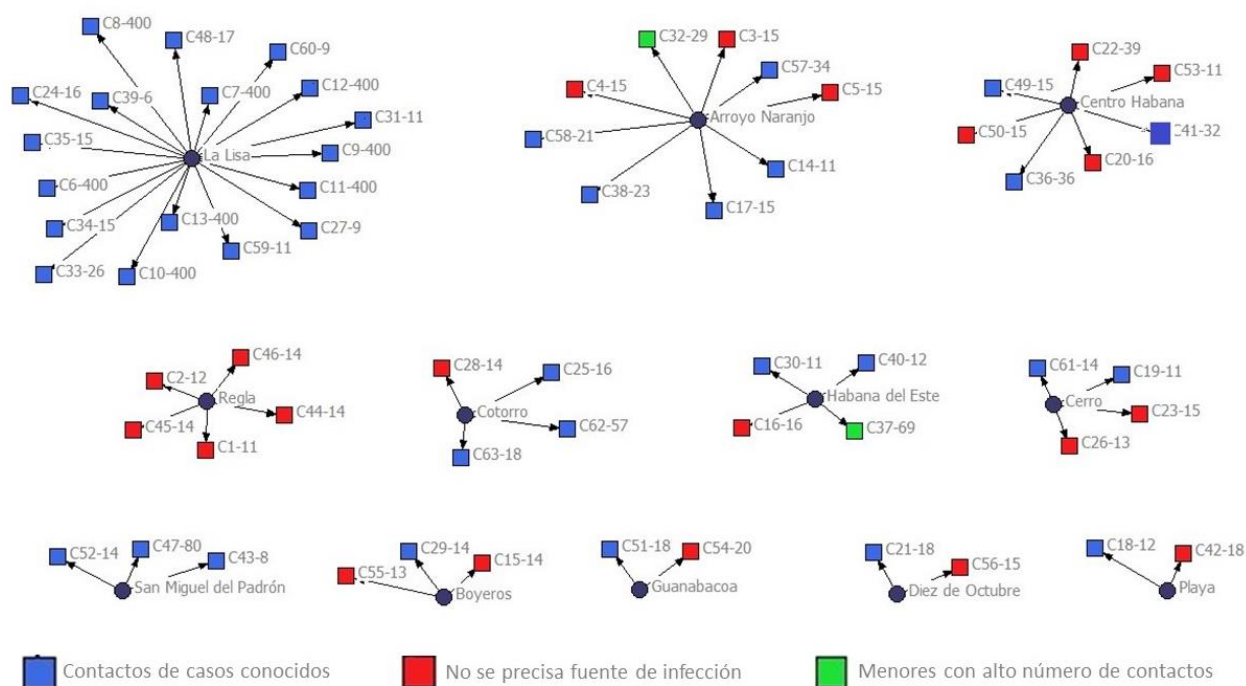 C8-400
C48-17
C60-9
C24-16
C39-6
C7-400
C12-400
C31-11
C35-15
La Lisa
C9-400
C6-400
C11-400
C34-15
C13-400
C27-9
C59-11
C33-26
C10-400
C32-29
C3-15
C57-34
C4-15
C5-15
Arroyo Naranjo
C58-21
C14-11
C38-23
C17-15
C22-39
C53-11
C49-15
Centro Habana
C50-15
C41-32
C20-16
C36-36
C46-14
C2-12
Regla
C44-14
C45-14
C1-11
C28-14
C25-16
Cotorro
C62-57
C63-18
C30-11
C40-12
Habana del Este
C16-16
C37-69
C61-14
C19-11
Cerro
C23-15
C26-13
C52-14
C47-80
C43-8
San Miguel del Padrón
C29-14
C15-14
C55-13
Boyeros
C51-18
C54-20
Guanabacoa
C21-18
C56-15
Diez de Octubre
C18-12
C42-18
Playa
Contactos de casos conocidos
No se precisa fuente de infección
Menores con alto número de contactos